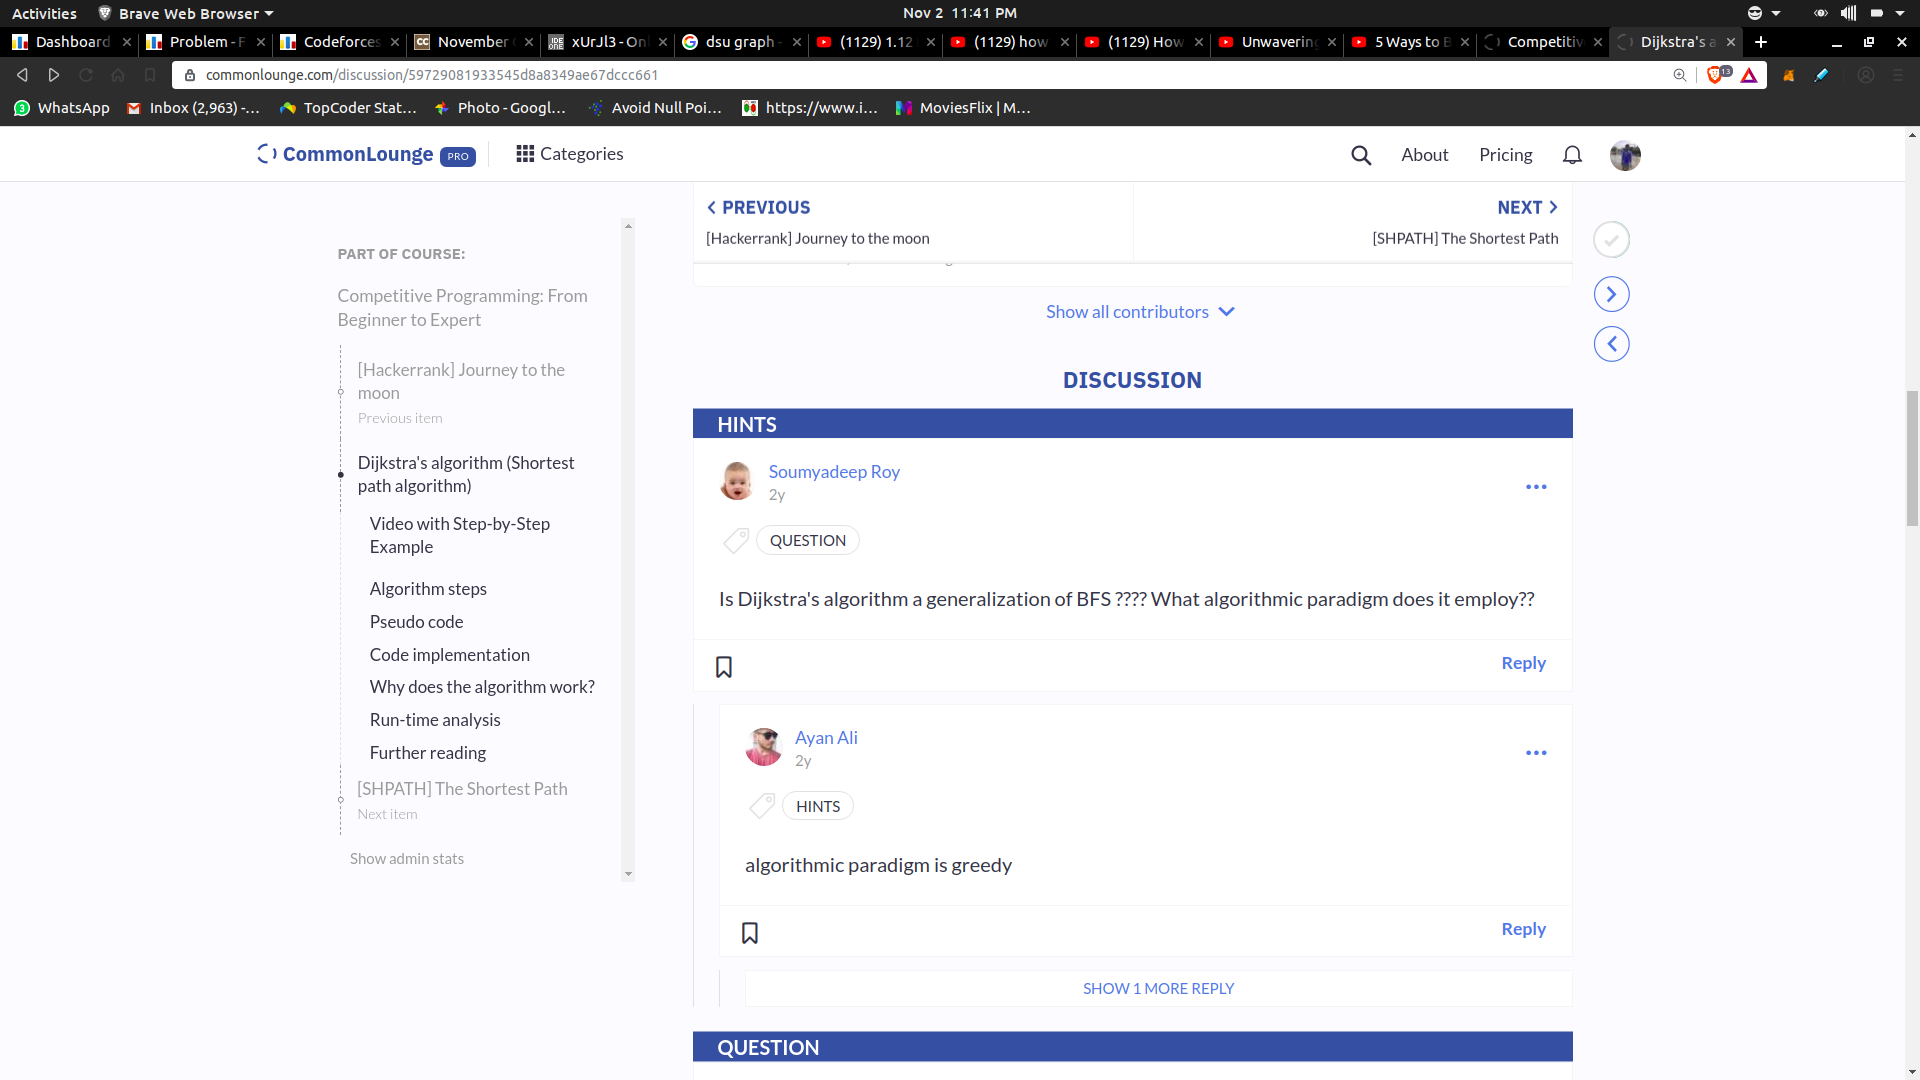 Activities
Brave Web Browser
Nov 2 11:41 PM
Dashboard
Problem - F
Codeforces
November
xUrJl3 - Onl
dsu graph -
(1129) 1.12
(1129) how
(1129) How
Unwavering
5 Ways to B
Competitiv
Dijkstra's a
commonlounge.com/discussion/59729081933545d8a8349ae67dccc661
13
WhatsApp
Inbox (2,963) -...
TopCoder Stat...
Photo - Googl...
Avoid Null Poi...
https://www.i...
MoviesFlix | M...
CommonLounge PRO
Categories
About
Pricing
PREVIOUS
[Hackerrank] Journey to the moon
NEXT
[SHPATH] The Shortest Path
PART OF COURSE:
Competitive Programming: From
Beginner to Expert
[Hackerrank] Journey to the
moon
Previous item
Dijkstra's algorithm (Shortest
path algorithm)
Video with Step-by-Step
Example
Algorithm steps
Pseudo code
Code implementation
Why does the algorithm work?
Run-time analysis
Further reading
[SHPATH] The Shortest Path
Next item
Show admin stats
Show all contributors
DISCUSSION
HINTS
Soumyadeep Roy
2y
QUESTION
Is Dijkstra's algorithm a generalization of BFS ???? What algorithmic paradigm does it employ??
Reply
Ayan Ali
2y
HINTS
algorithmic paradigm is greedy
Reply
SHOW 1 MORE REPLY
QUESTION